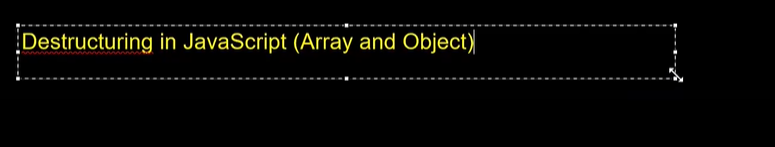 Destructuring in JavaScript (Array and Object)